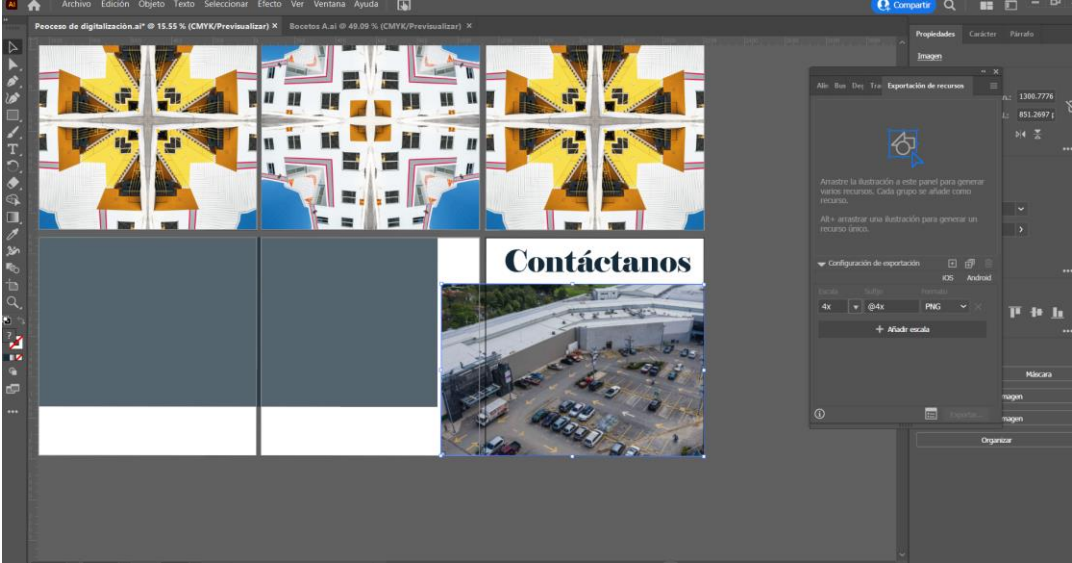 Ai Archivo Edición Objeto Texto Seleccionar Efecto Ver Ventana Ayuda Compartir
Peoceso de digitalización.ai* @ 15.55 % (CMYK/Previsualizar) × Bocetos A.ai @ 49.09 % (CMYK/Previsualizar) ×
Propiedades Carácter Párrafo
Imagen
Exportación de recursos
1300.7776
851.2697
Arrastre la ilustración a este panel para generar
varios recursos. Cada grupo se añade como
recurso.
Alt+ arrastrar una ilustración para generar un
recurso único.
Contáctanos
Configuración de exportación
iOS Android
Escala Sufijo Formato
4x @4x PNG
+ Añadir escala
Máscara
Exportar...
Organizar